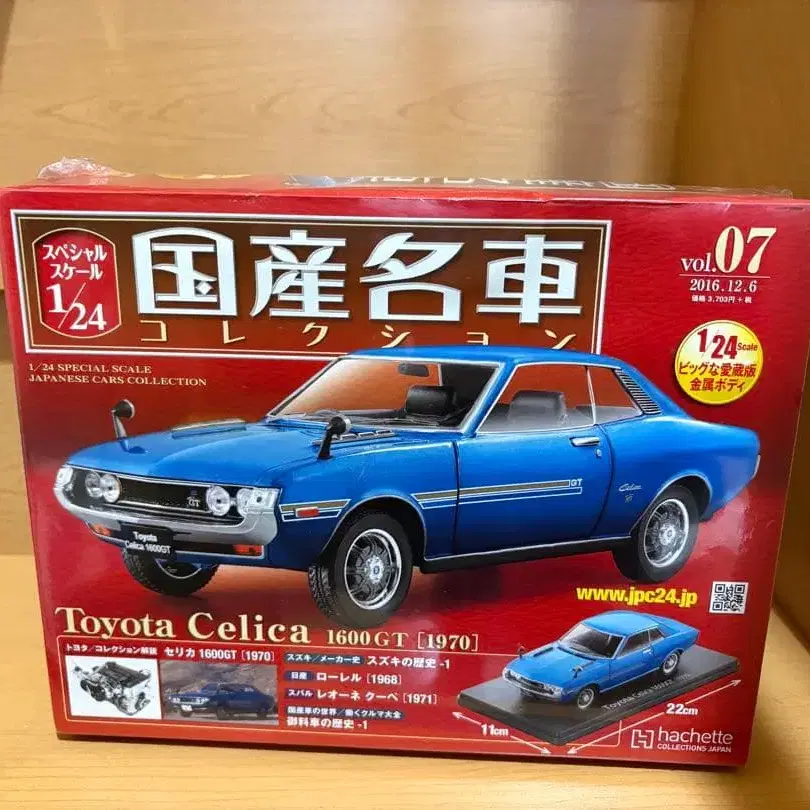 スペシャル
スケール
1/24
国産名車
コレクション
1/24 SPECIAL SCALE
JAPANESE CARS COLLECTION
vol.07
2016.12.6
価格 3,703円+税
1/24 Scale
ビッグな愛蔵版
金属ボディ
GT
Celica
GT
Toyota
Celica 1600GT
www.jpc24.jp
Toyota Celica 1600GT [1970]
トヨタ/コレクション解説 セリカ 1600GT [1970]
スズキ/メーカー史 スズキの歴史-1
日産 ローレル [1968]
スバル レオーネ クーペ [1971]
国産車の世界/働くクルマ大全
御料車の歴史-1
11cm
22cm
hachette
COLLECTIONS JAPAN